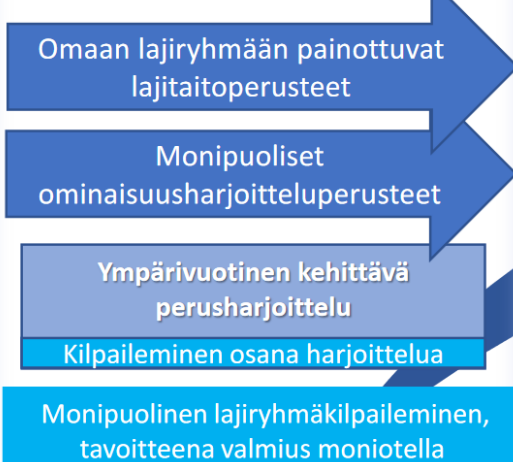 Omaan lajiryhmään painottuvat
lajitaitoperusteet
Monipuoliset
ominaisuusharjoitteluperusteet
Ympärivuotinen kehittävä
perusharjoittelu
Kilpaileminen osana harjoittelua
Monipuolinen lajiryhmäkilpaileminen,
tavoitteena valmius moniotella